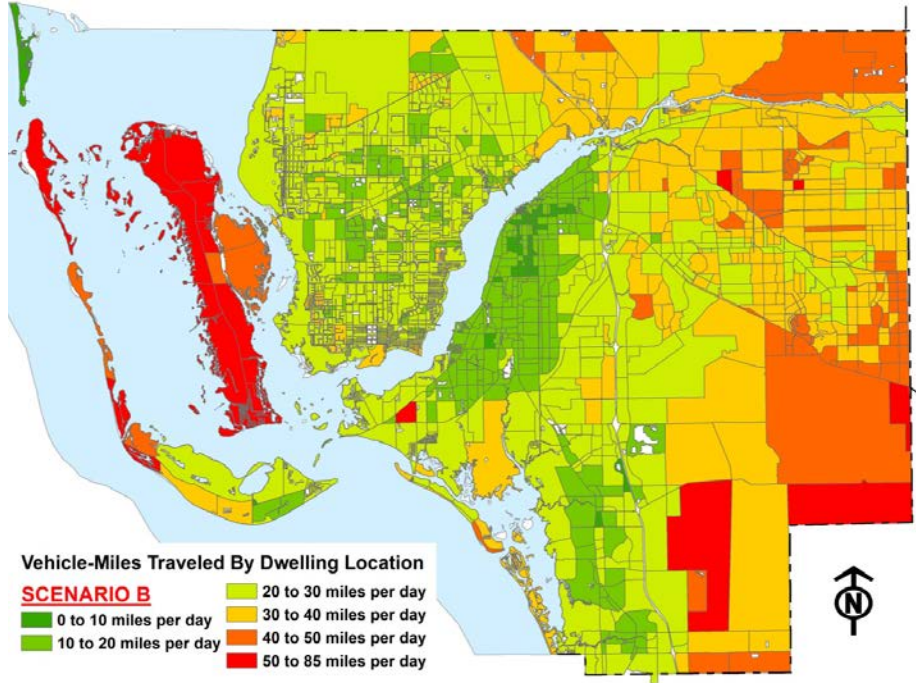 Vehicle-Miles Traveled By Dwelling Location
SCENARIO B
0 to 10 miles per day
10 to 20 miles per day
20 to 30 miles per day
30 to 40 miles per day
40 to 50 miles per day
50 to 85 miles per day
N